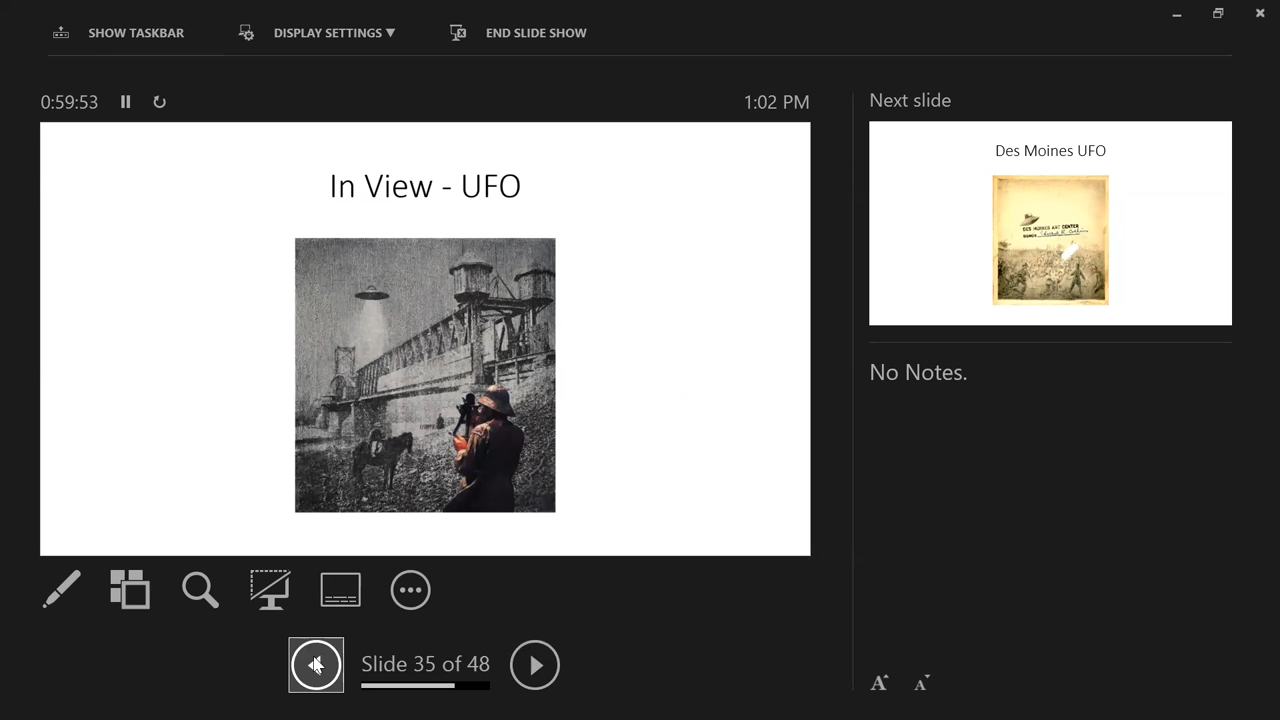 SHOW TASKBAR
DISPLAY SETTINGS ▼
END SLIDE SHOW
0:59:53
1:02 PM
In View - UFO
Slide 35 of 48
Next slide
Des Moines UFO
DES MOINES ART CENTER
No Notes.
A A